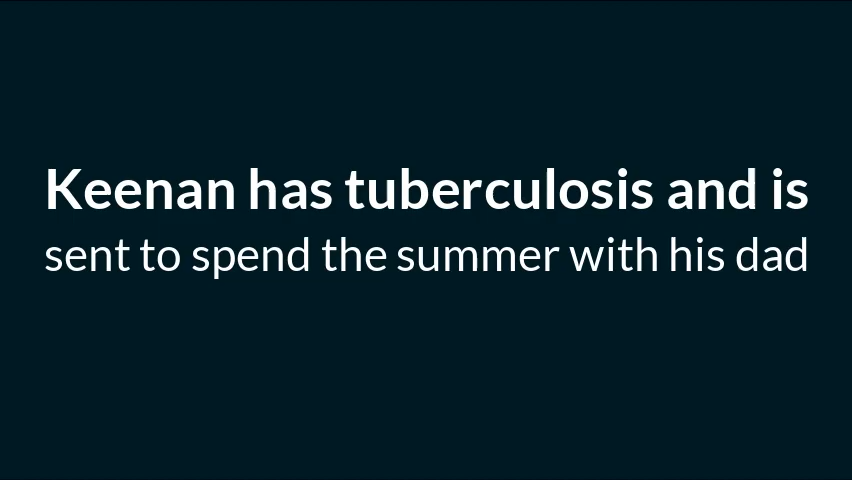 Keenan has tuberculosis and is
sent to spend the summer with his dad